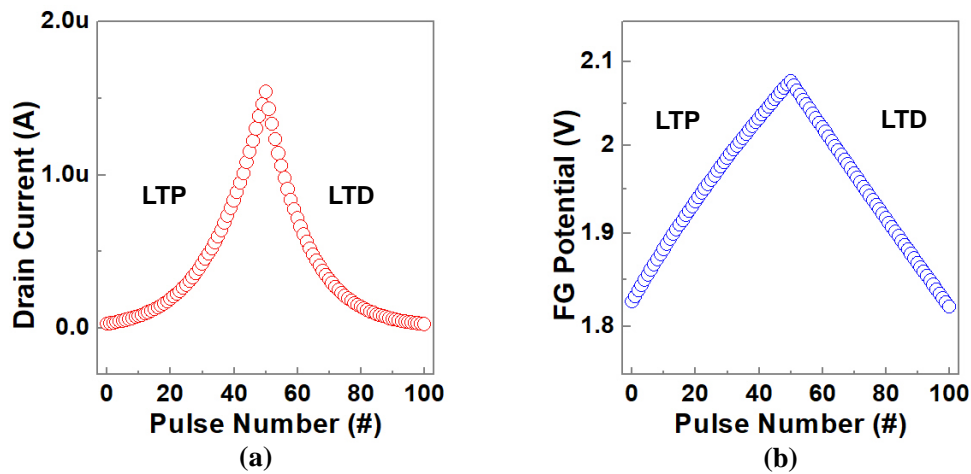 2.0u
1.0u
0.0
Drain Current (A)
LTP
LTD
0 20 40 60 80 100
Pulse Number (#)
(a)
2.1
2
1.9
1.8
FG Potential (V)
LTP
LTD
0 20 40 60 80 100
Pulse Number (#)
(b)